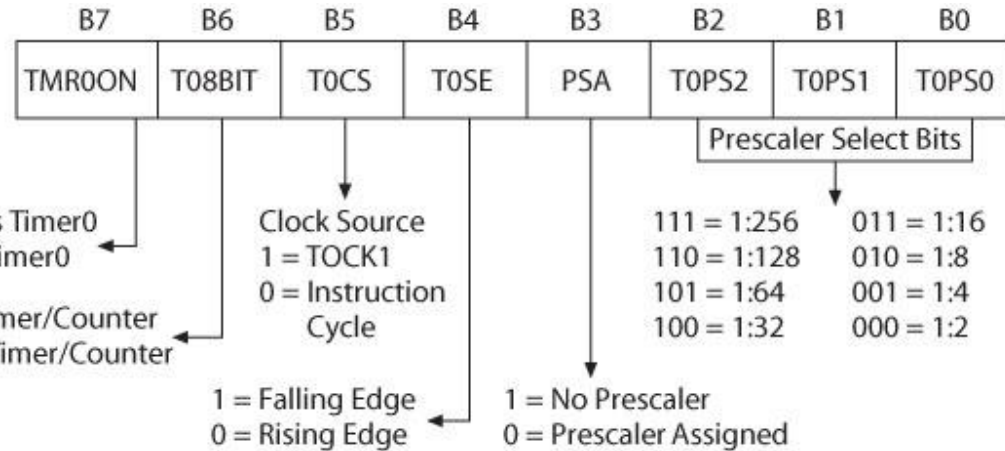 B7 B6 B5 B4 B3 B2 B1 B0
TMR0ON T08BIT T0CS T0SE PSA T0PS2 T0PS1 T0PS0
Prescaler Select Bits
Timer0
Clock Source
1 = TOCK1
0 = Instruction
Cycle
111 = 1:256 011 = 1:16
110 = 1:128 010 = 1:8
101 = 1:64 001 = 1:4
100 = 1:32 000 = 1:2
/Counter
/Counter
1 = Falling Edge
0 = Rising Edge
1 = No Prescaler
0 = Prescaler Assigned